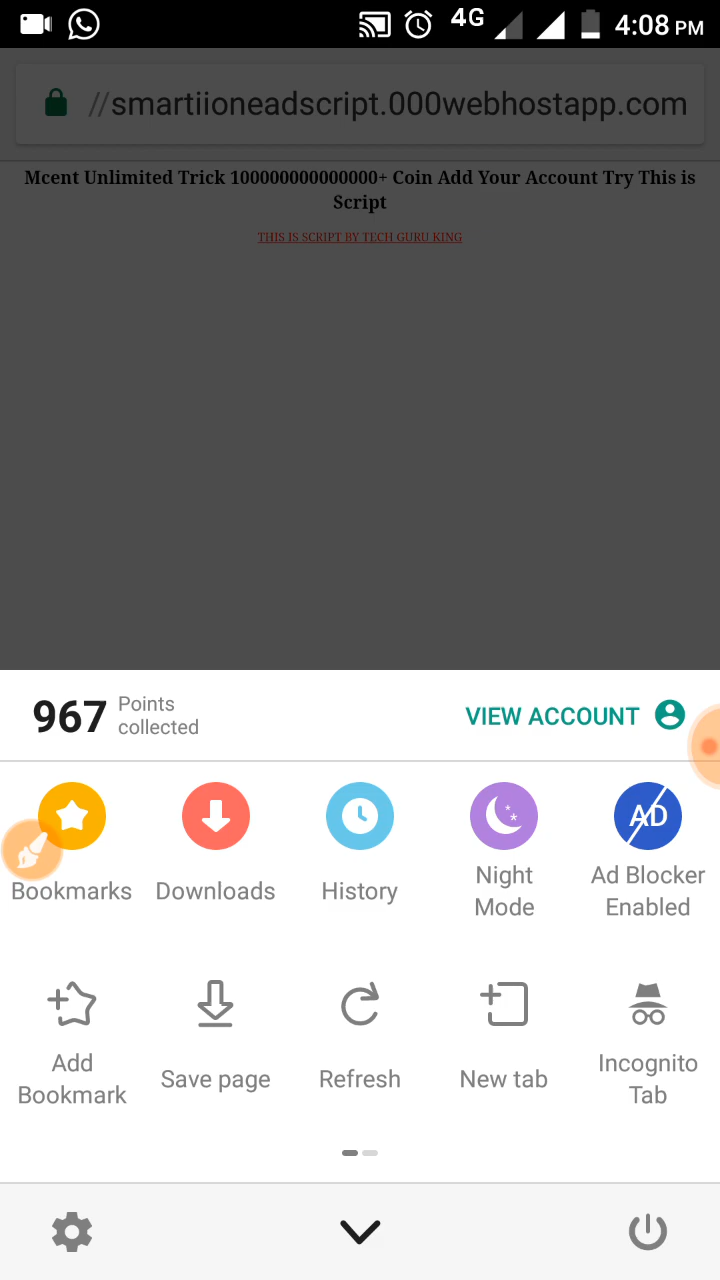 4G 4:08 PM
//smartiioneadscript.000webhostapp.com
Mcent Unlimited Trick 100000000000000+ Coin Add Your Account Try This is
Script
THIS IS SCRIPT BY TECH GURU KING
967 Points
collected
VIEW ACCOUNT
AD
Bookmarks
Downloads
History
Night
Mode
Ad Blocker
Enabled
Add
Bookmark
Save page
Refresh
New tab
Incognito
Tab